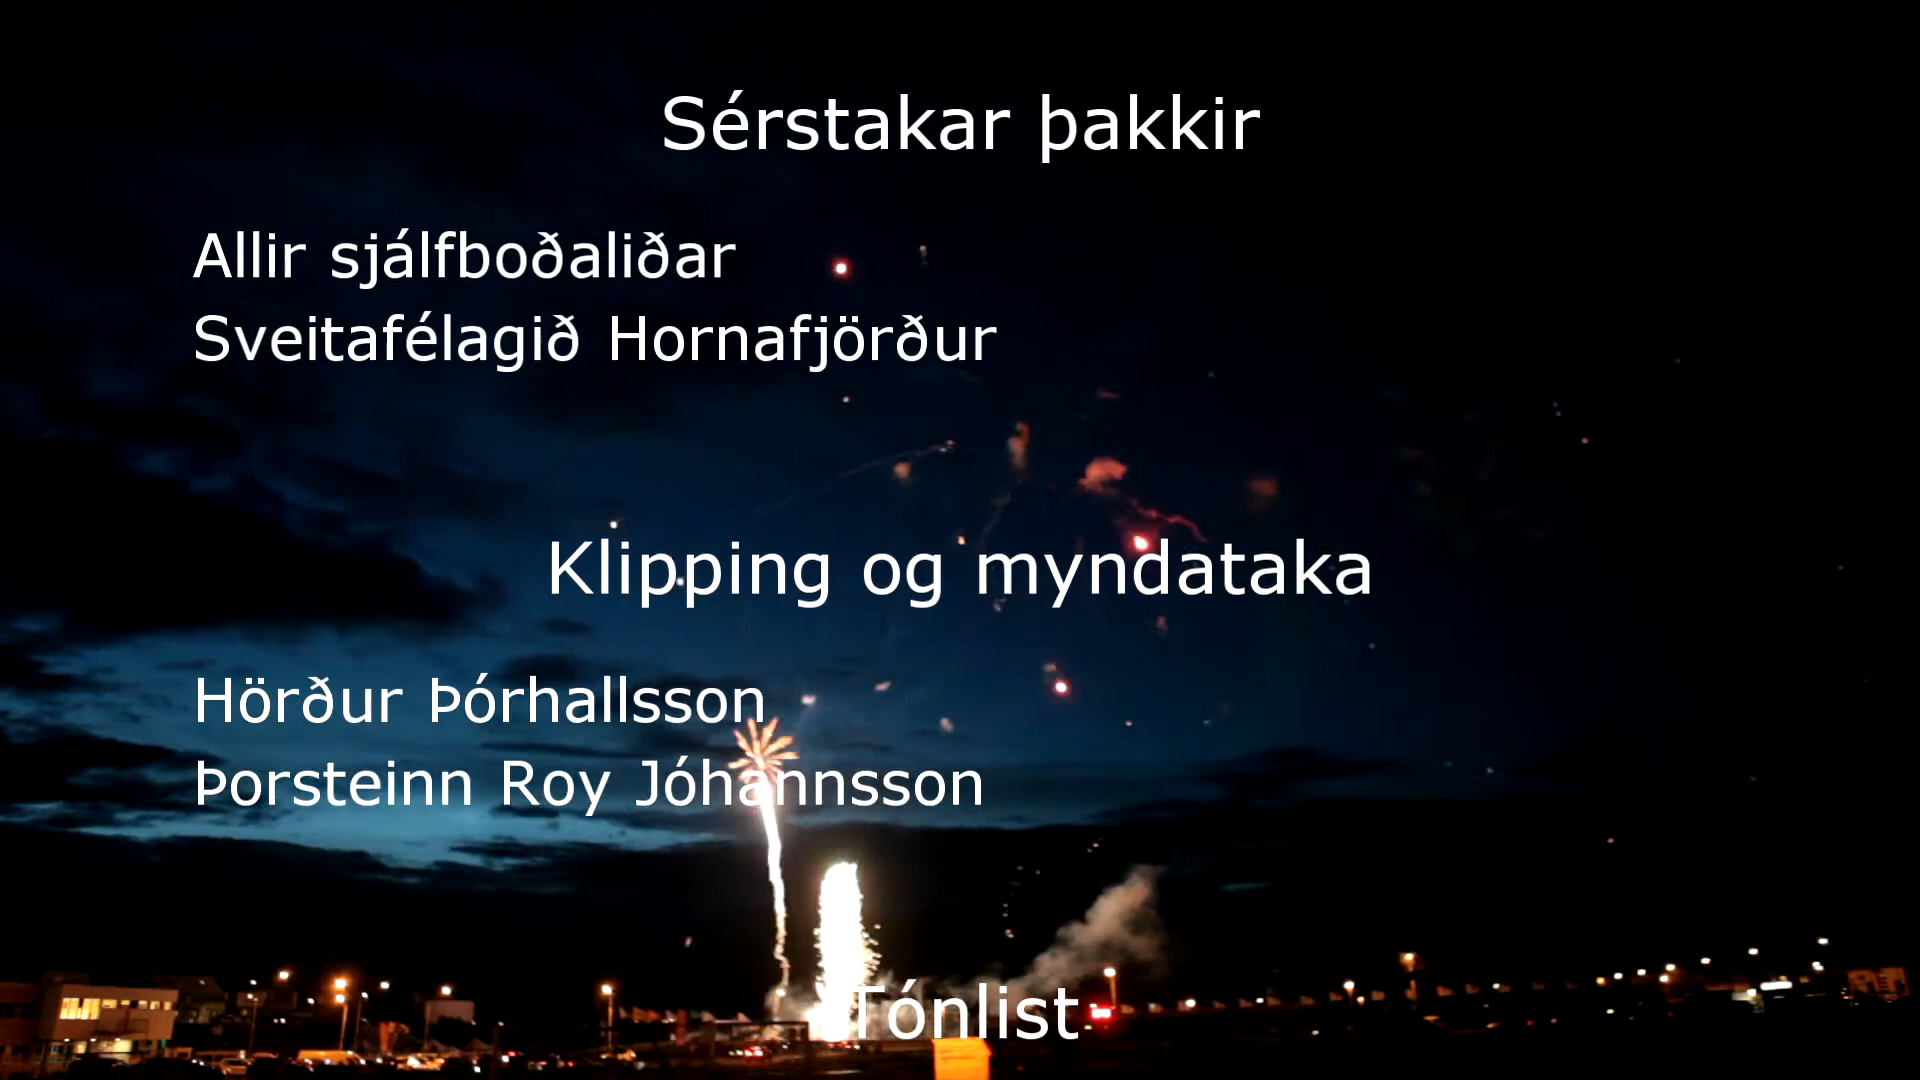 Sérstakar þakkir
Allir sjálfboðaliðar
Sveitafélagið Hornafjörður
Klipping og myndataka
Hörður Þórhallsson
Þorsteinn Roy Jóhannsson
Tónlist